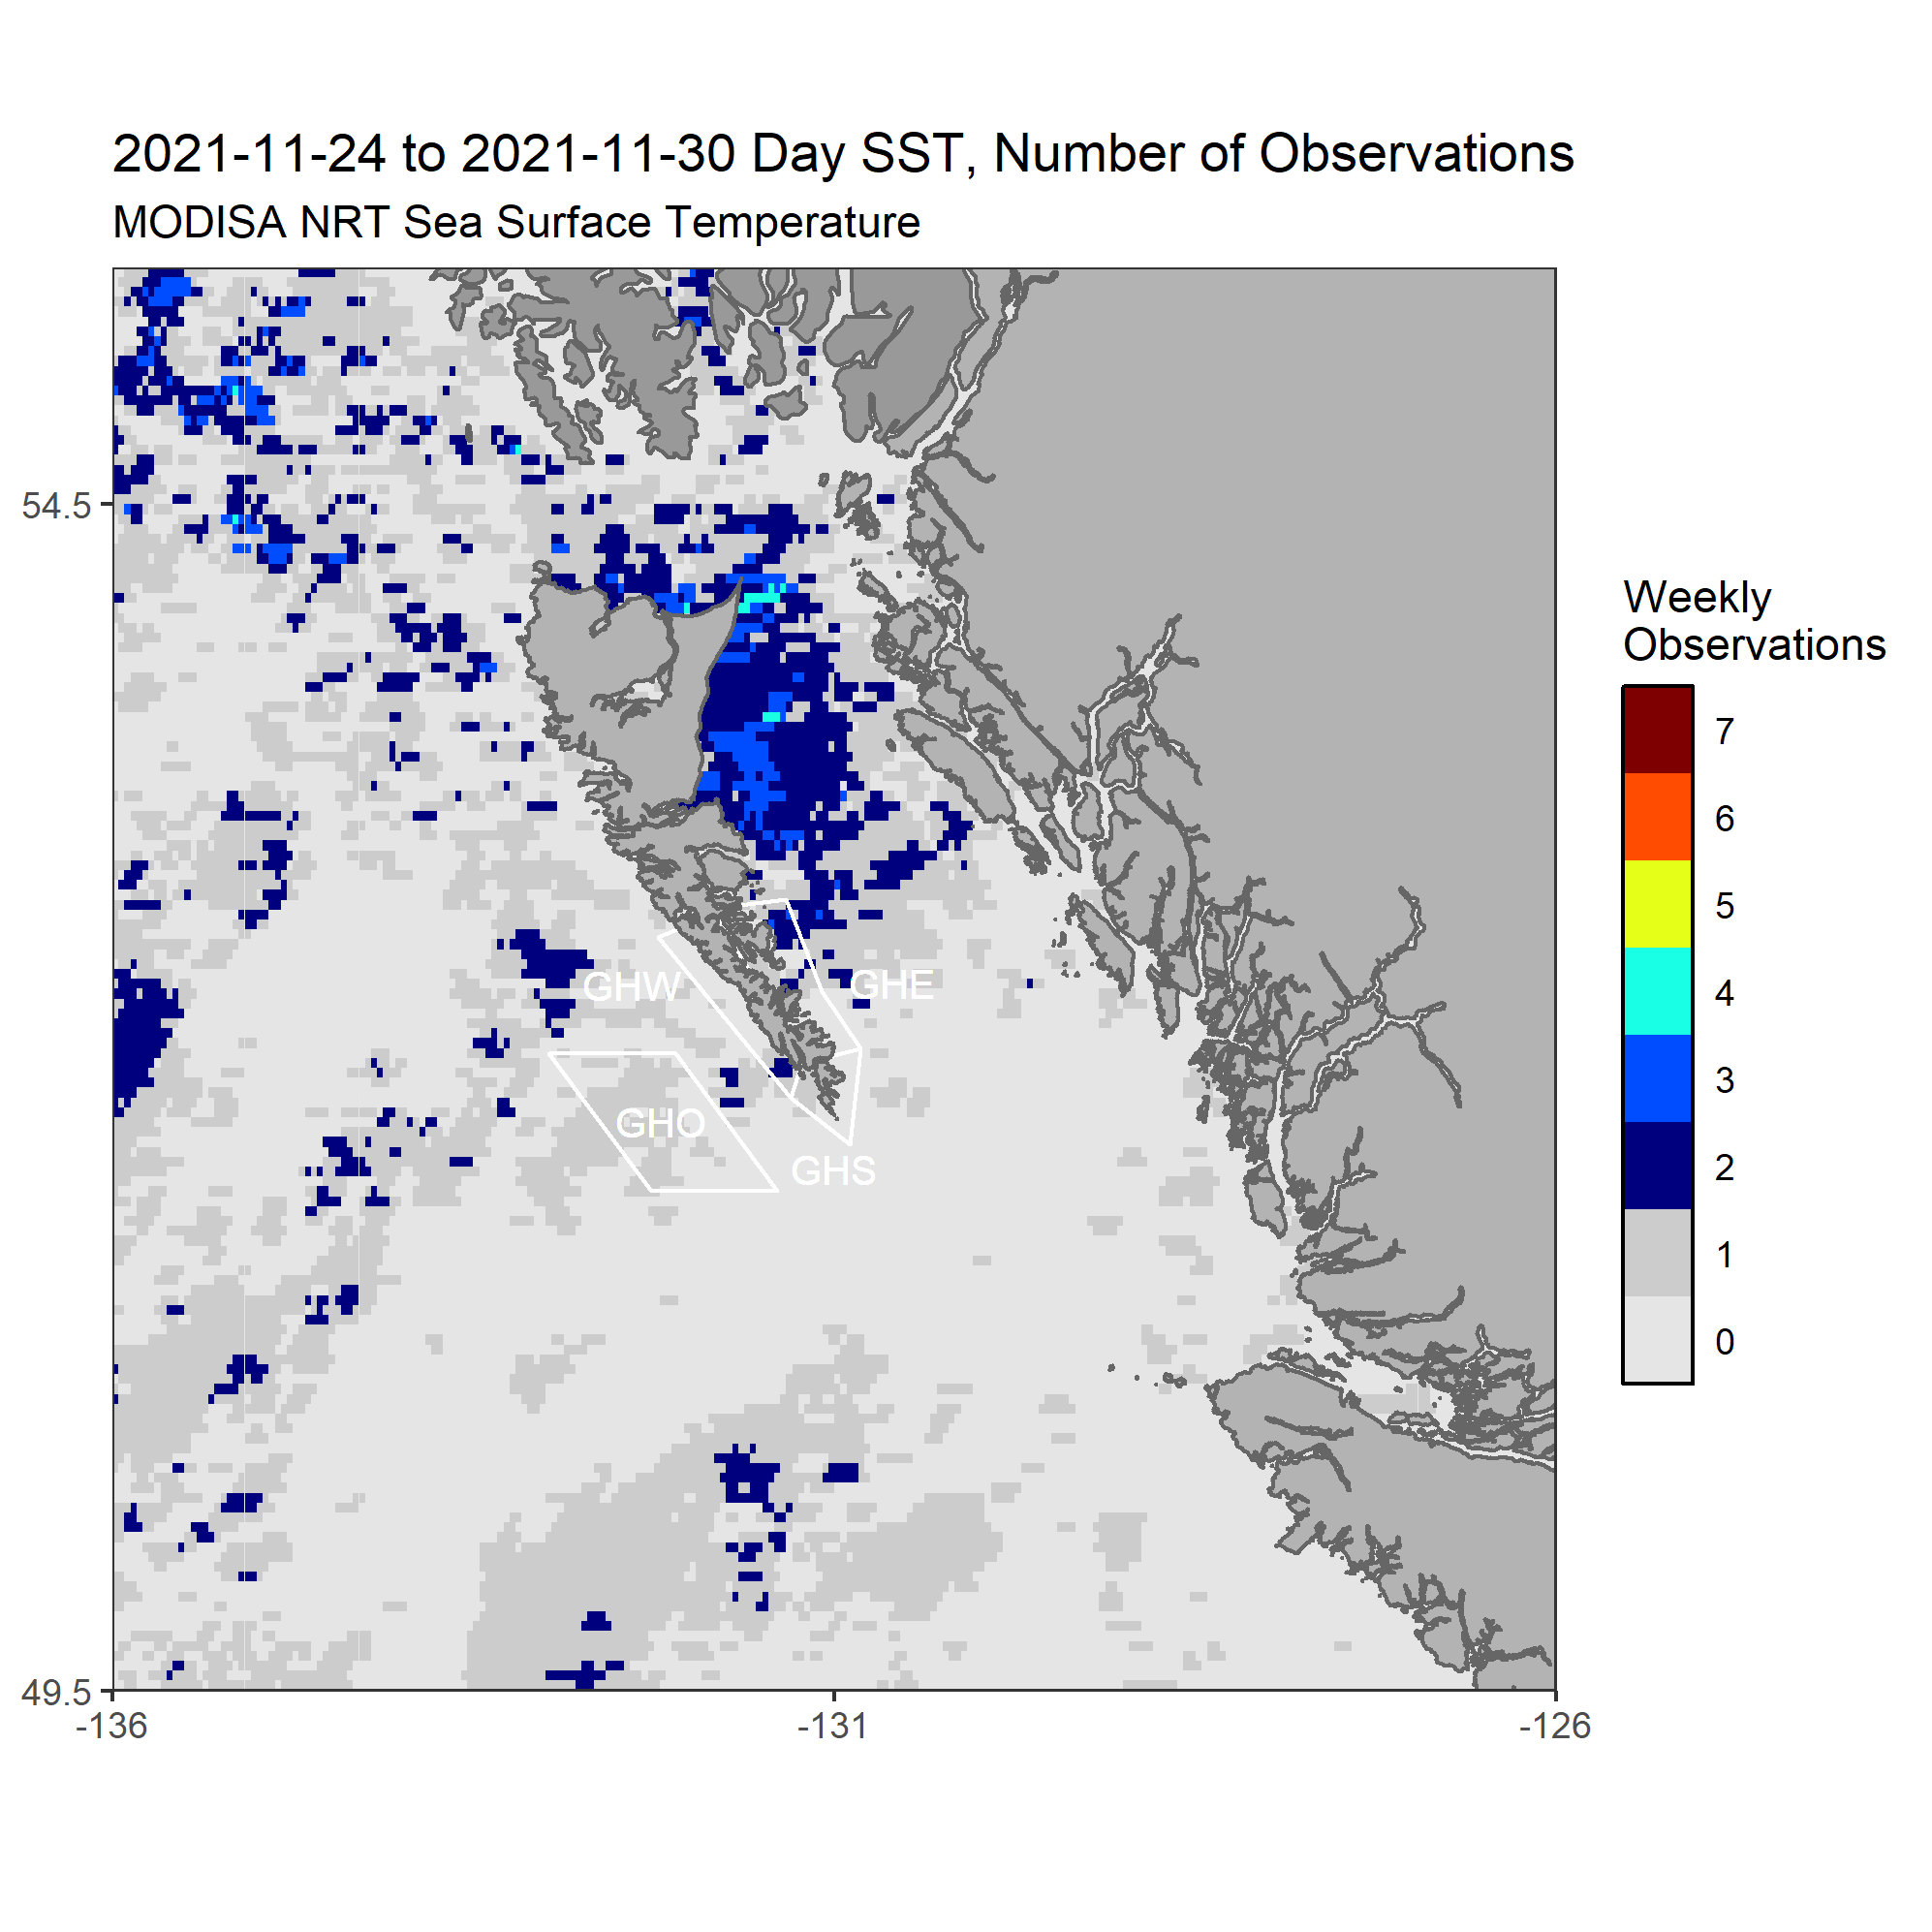 2021-11-24 to 2021-11-30 Day SST, Number of Observations
MODISA NRT Sea Surface Temperature
54.5
49.5
-136
-131
-126
GHW
GHE
GHO
GHS
Weekly
Observations
7
6
5
4
3
2
1
0